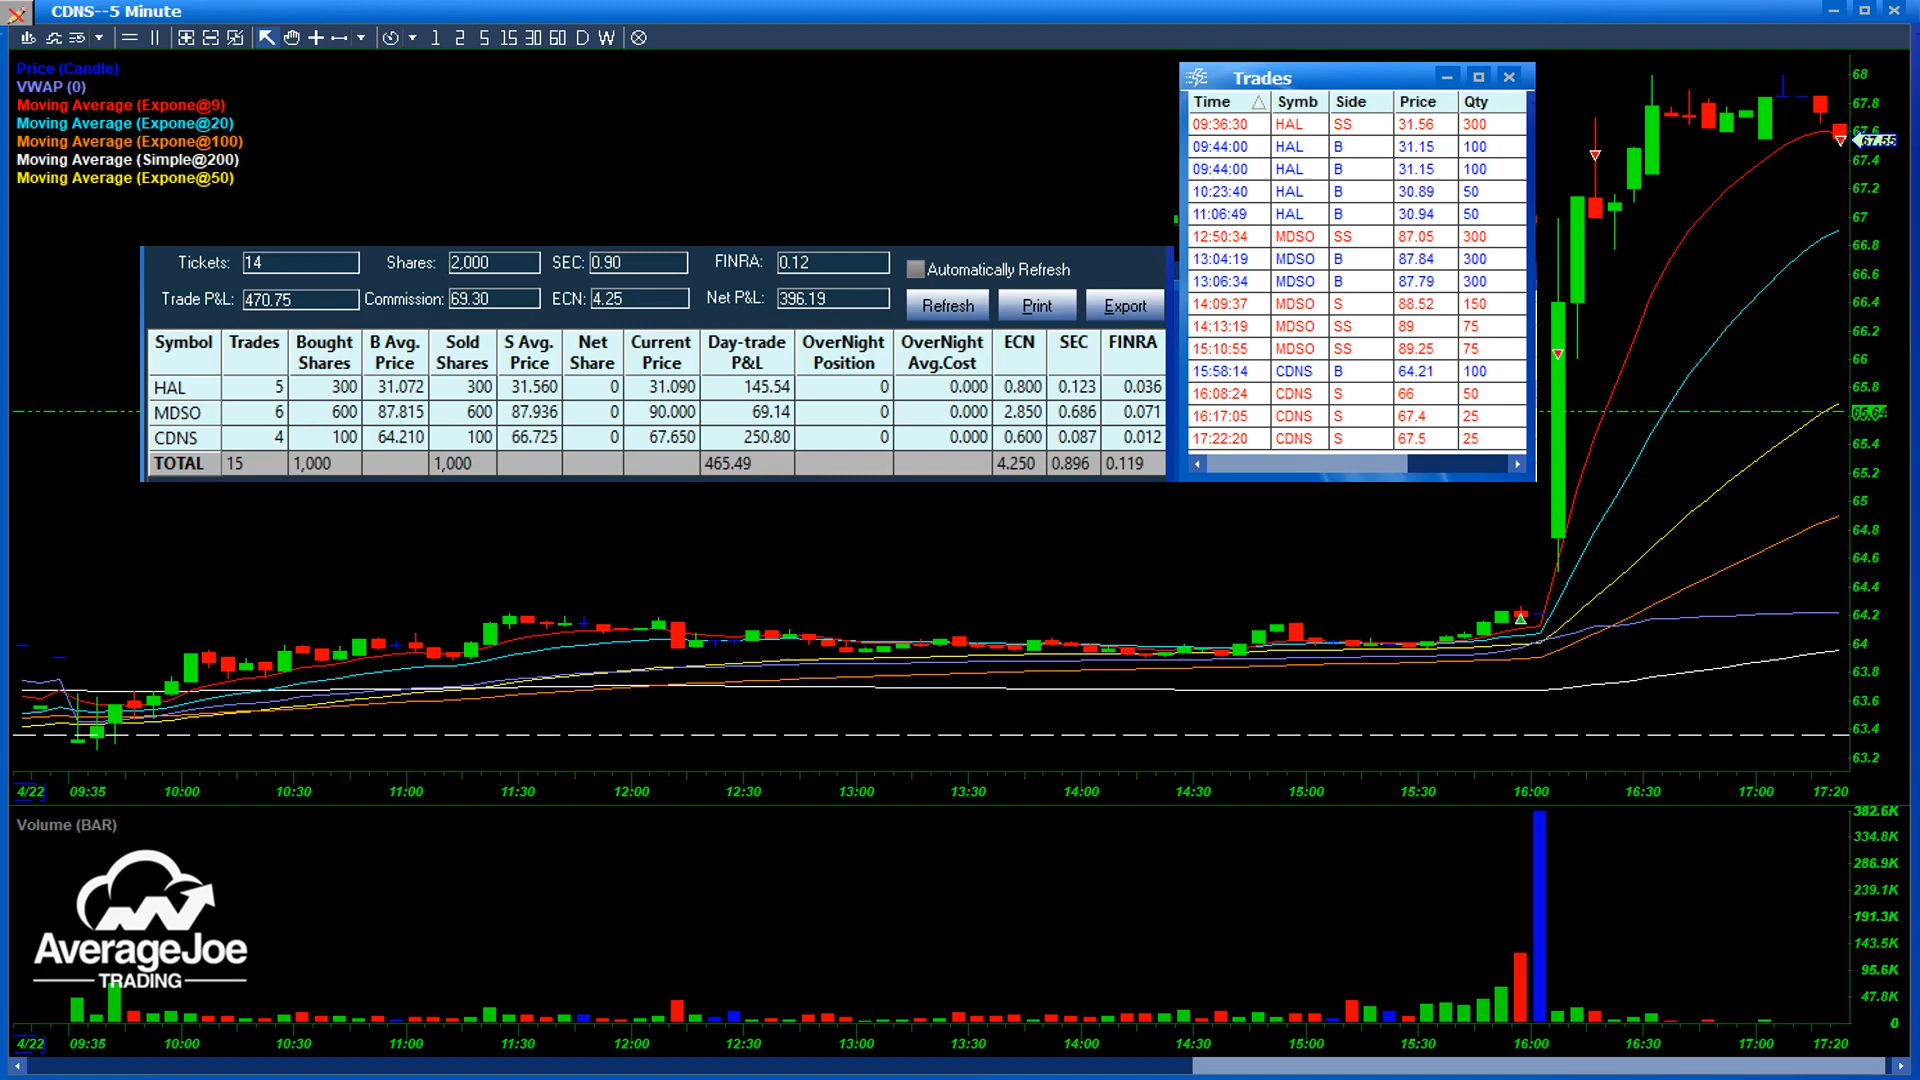 CDNS--5 Minute
1 2 5 15 30 60 D W
Price (Candle)
VWAP (0)
Moving Average (Expone@9)
Moving Average (Expone@20)
Moving Average (Expone@100)
Moving Average (Simple@200)
Moving Average (Expone@50)
Tickets: 14 Shares: 2,000 SEC: 0.90 FINRA: 0.12 Automatically Refresh
Trade P&L: 470.75 Commission: 69.30 ECN: 4.25 Net P&L: 396.19 Refresh Print Export
Symbol Trades Bought Shares B Avg. Price Sold Shares S Avg. Price Net Share Current Price Day-trade P&L OverNight Position OverNight Avg.Cost ECN SEC FINRA
HAL 5 300 31.072 300 31.560 0 31.090 145.54 0 0.000 0.800 0.123 0.036
MDSO 6 600 87.815 600 87.936 0 90.000 69.14 0 0.000 2.850 0.686 0.071
CDNS 4 100 64.210 100 66.725 0 67.650 250.80 0 0.000 0.600 0.087 0.012
TOTAL 15 1,000 1,000 465.49 4.250 0.896 0.119
Trades
Time Symb Side Price Qty
09:36:30 HAL SS 31.56 300
09:44:00 HAL B 31.15 100
09:44:00 HAL B 31.15 100
10:23:40 HAL B 30.89 50
11:06:49 HAL B 30.94 50
12:50:34 MDSO SS 87.05 300
13:04:19 MDSO B 87.84 300
13:06:34 MDSO B 87.79 300
14:09:37 MDSO S 88.52 150
14:13:19 MDSO SS 89 75
15:10:55 MDSO SS 89.25 75
15:58:14 CDNS B 64.21 100
16:08:24 CDNS S 66 50
16:17:05 CDNS S 67.4 25
17:22:20 CDNS S 67.5 25
68
67.8
67.6
67.55
67.4
67.2
67
66.8
66.6
66.4
66.2
66
65.8
65.64
65.4
65.2
65
64.8
64.6
64.4
64.2
64
63.8
63.6
63.4
63.2
4/22 09:35 10:00 10:30 11:00 11:30 12:00 12:30 13:00 13:30 14:00 14:30 15:00 15:30 16:00 16:30 17:00 17:20
Volume (BAR)
382.6K
334.8K
286.9K
239.1K
191.3K
143.5K
95.6K
47.8K
0
AverageJoe
TRADING
4/22 09:35 10:00 10:30 11:00 11:30 12:00 12:30 13:00 13:30 14:00 14:30 15:00 15:30 16:00 16:30 17:00 17:20